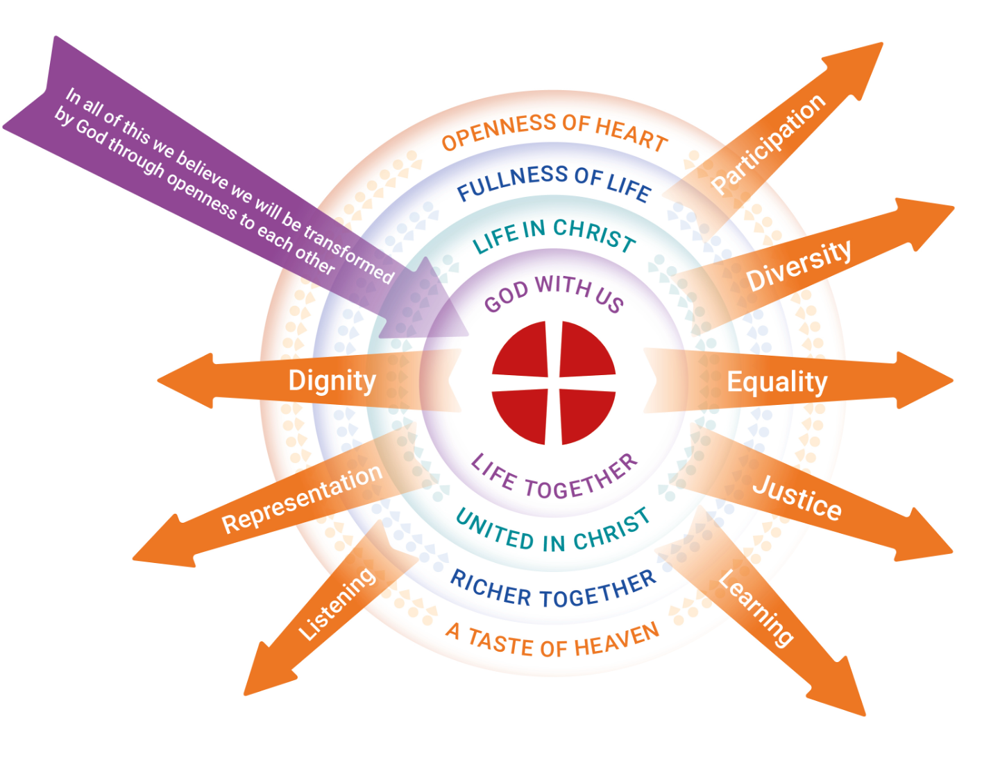 In all of this we believe we will be transformed
by God through openness to each other
OPENNESS OF HEART
FULLNESS OF LIFE
LIFE IN CHRIST
GOD WITH US
LIFE TOGETHER
UNITED IN CHRIST
RICHER TOGETHER
A TASTE OF HEAVEN
Participation
Diversity
Equality
Justice
Learning
Dignity
Representation
Listening